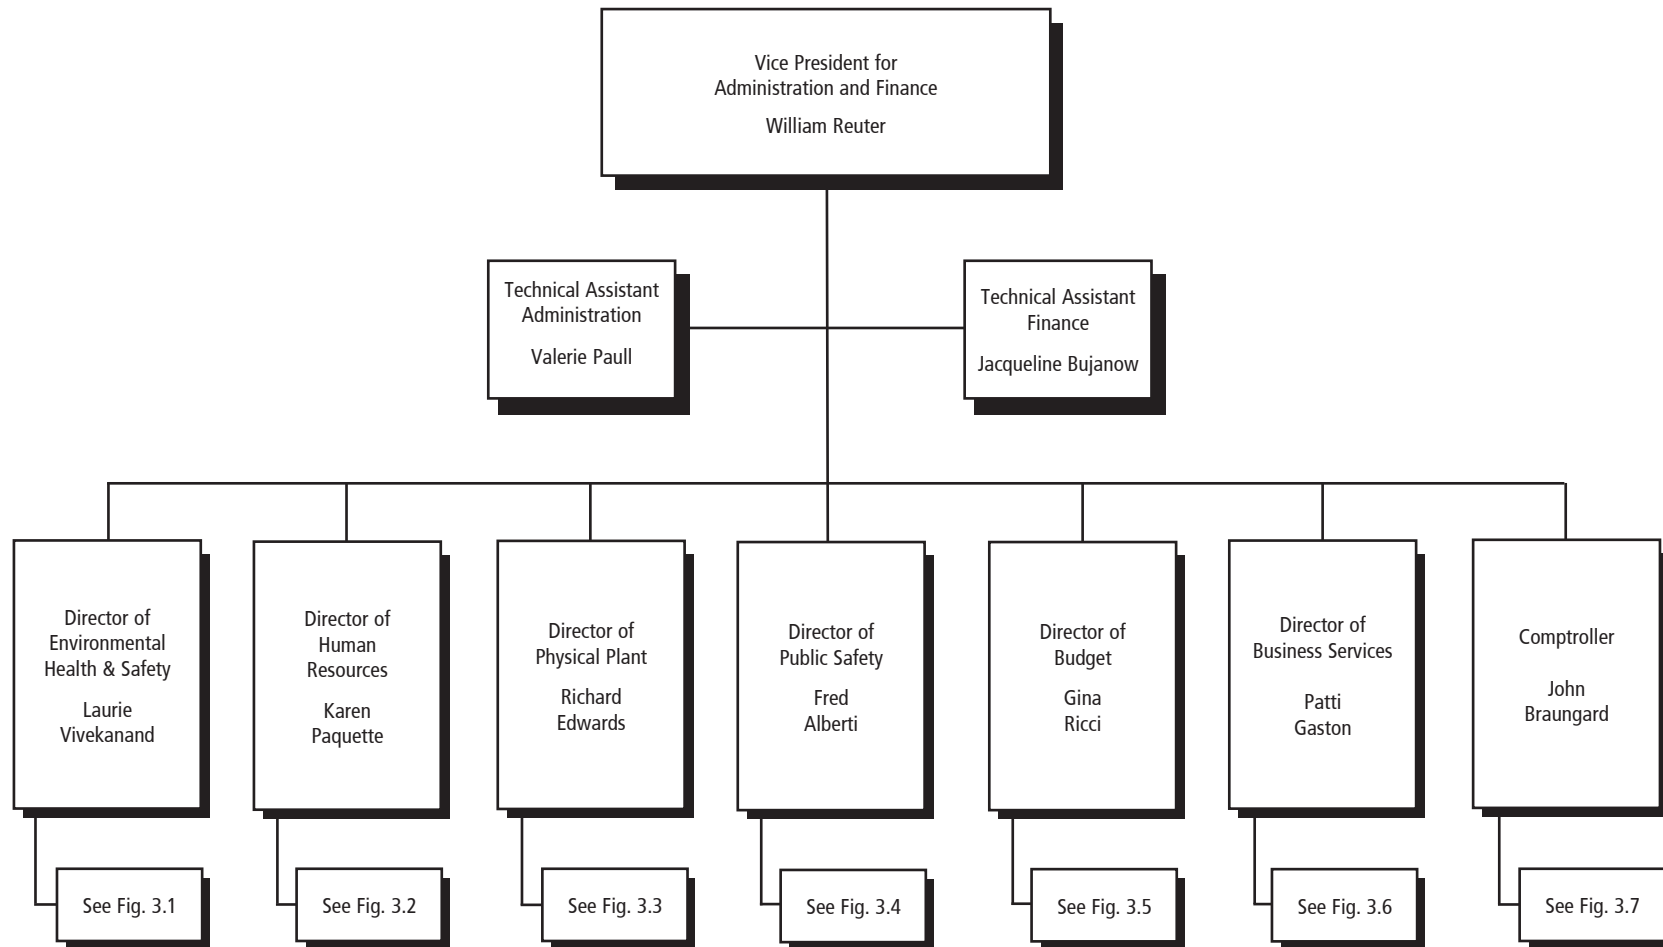 Vice President for
Administration and Finance
William Reuter
Technical Assistant
Administration
Valerie Paull
Technical Assistant
Finance
Jacqueline Bujanow
Director of
Environmental
Health & Safety
Laurie
Vivekanand
Director of
Human
Resources
Karen
Paquette
Director of
Physical Plant
Richard
Edwards
Director of
Public Safety
Fred
Alberti
Director of
Budget
Gina
Ricci
Director of
Business Services
Patti
Gaston
Comptroller
John
Braungard
See Fig. 3.1
See Fig. 3.2
See Fig. 3.3
See Fig. 3.4
See Fig. 3.5
See Fig. 3.6
See Fig. 3.7